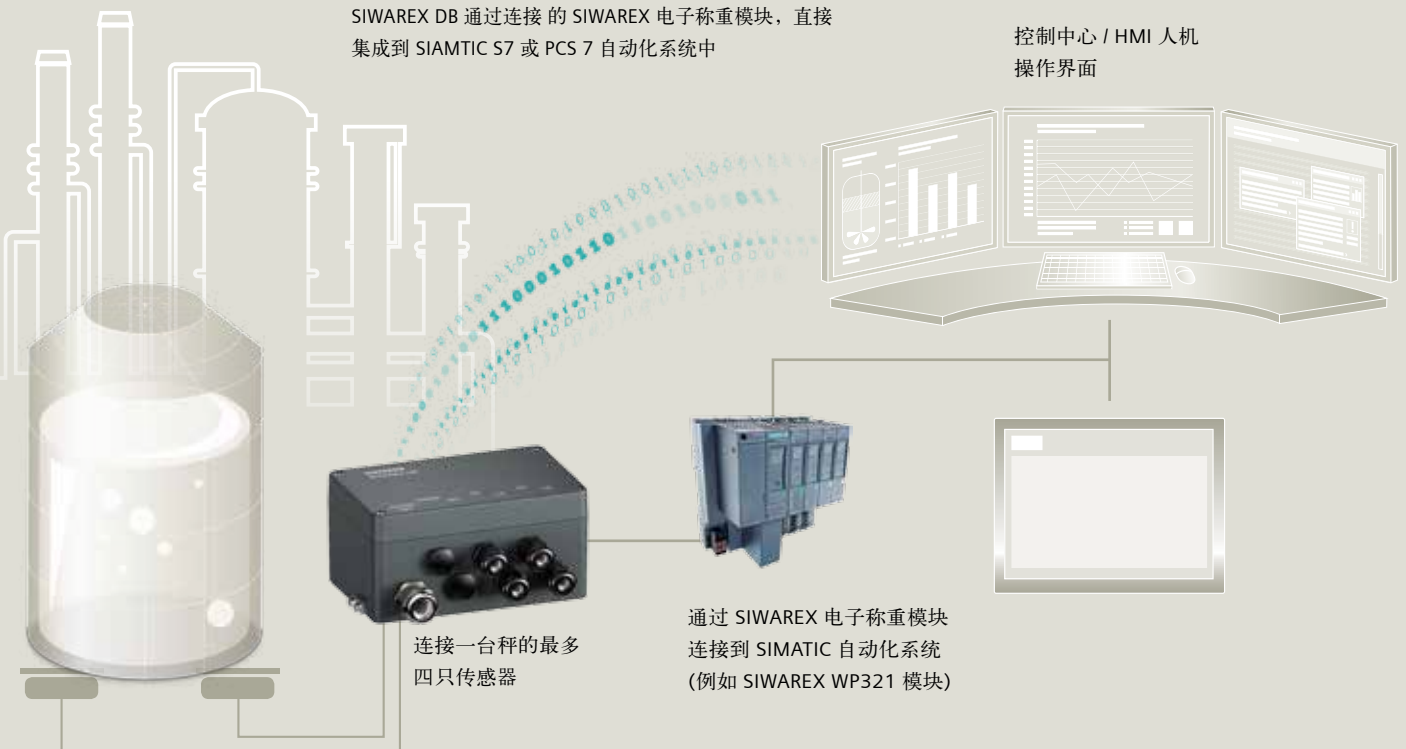 SIWAREX DB 通过连接 的 SIWAREX 电子称重模块，直接
集成到 SIAMTIC S7 或 PCS 7 自动化系统中
控制中心 / HMI 人机
操作界面
连接一台秤的最多
四只传感器
通过 SIWAREX 电子称重模块
连接到 SIMATIC 自动化系统
(例如 SIWAREX WP321 模块)